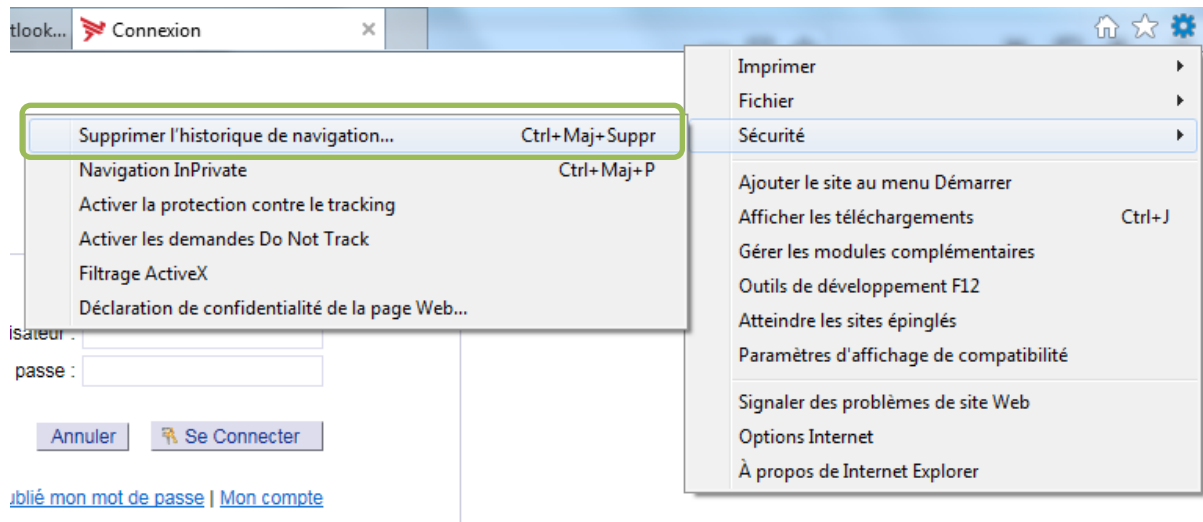 tlook... Connexion
Imprimer
Fichier
Sécurité
Ajouter le site au menu Démarrer
Afficher les téléchargements Ctrl+J
Gérer les modules complémentaires
Outils de développement F12
Atteindre les sites épinglés
Paramètres d'affichage de compatibilité
Signaler des problèmes de site Web
Options Internet
À propos de Internet Explorer
Supprimer l'historique de navigation... Ctrl+Maj+Suppr
Navigation InPrivate Ctrl+Maj+P
Activer la protection contre le tracking
Activer les demandes Do Not Track
Filtrage ActiveX
Déclaration de confidentialité de la page Web...
isateur :
passe :
Annuler Se Connecter
ublié mon mot de passe | Mon compte